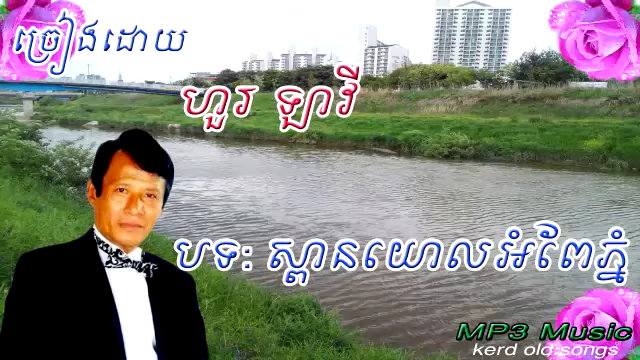 ច្រៀងដោយ
ហួរ ឡាវី
បទ: ស្ពានយោលអំពែភ្នំ
MP3 Music
kerd old songs